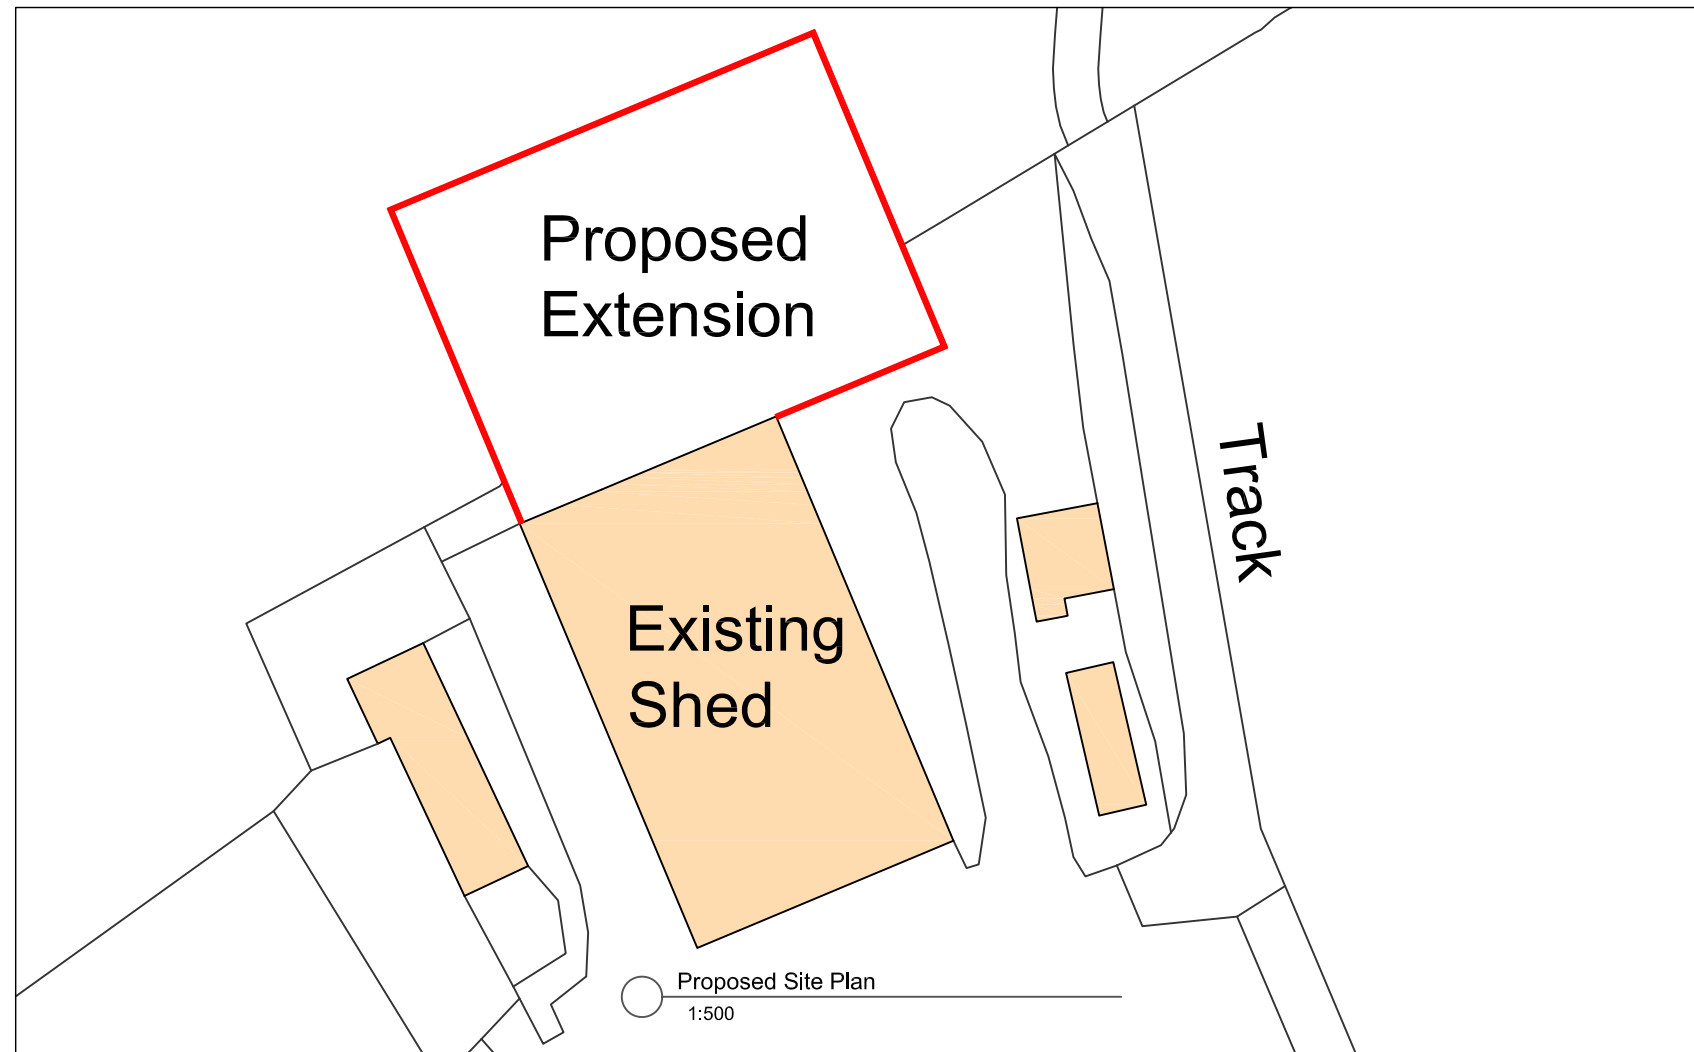 Proposed
Extension
Track
Existing
Shed
Proposed Site Plan
1:500